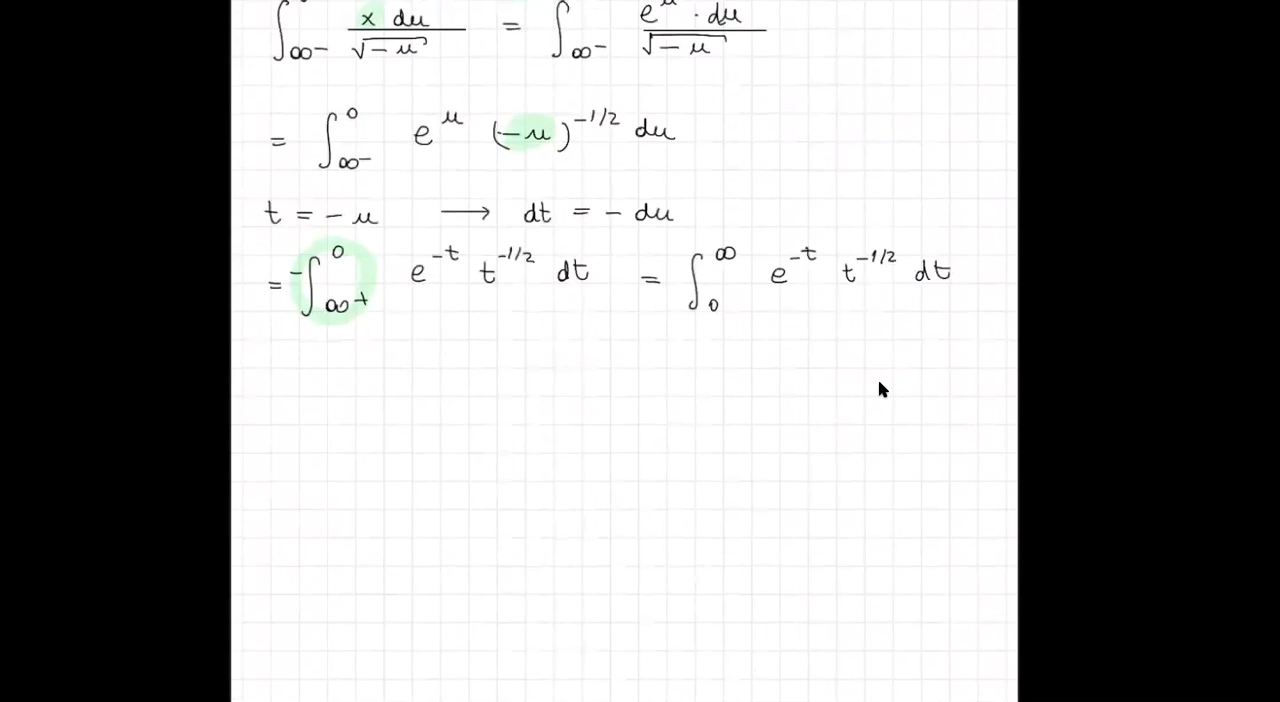 ∫_{∞-} x du / √(-u) = ∫_{∞-} e^u · du / √(-u)
= ∫_{∞-}^{0} e^u (-u)^{-1/2} du
t = -u ⟶ dt = - du
= -∫_{∞+}^{0} e^{-t} t^{-1/2} dt = ∫_{0}^{∞} e^{-t} t^{-1/2} dt